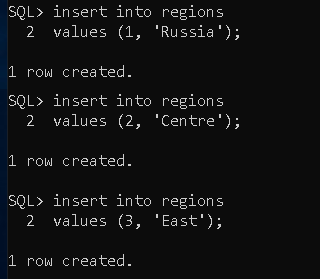 SQL> insert into regions
2 values (1, 'Russia');
1 row created.
SQL> insert into regions
2 values (2, 'Centre');
1 row created.
SQL> insert into regions
2 values (3, 'East');
1 row created.